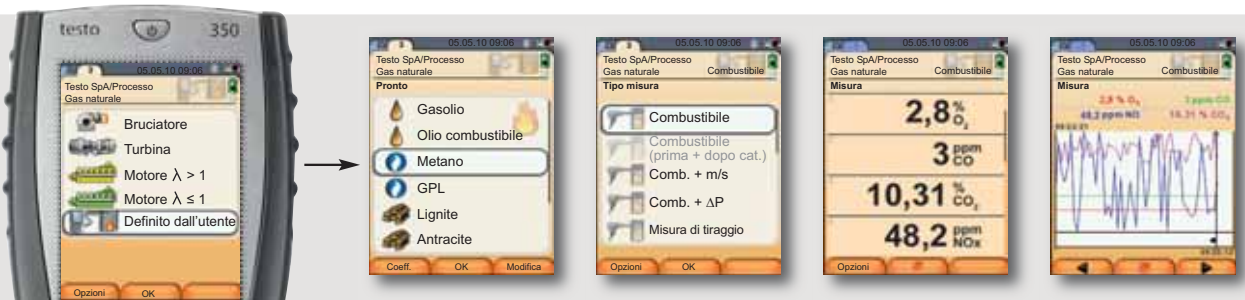 testo 350
05.05.10 09:06
Testo SpA/Processo
Gas naturale
Bruciatore
Turbina
Motore λ > 1
Motore λ ≤ 1
Definito dall'utente
Opzioni OK
05.05.10 09:06
Testo SpA/Processo
Gas naturale
Pronto
Gasolio
Olio combustibile
Metano
GPL
Lignite
Antracite
Coeff. OK Modifica
05.05.10 09:06
Testo SpA/Processo
Gas naturale Combustibile
Tipo misura
Combustibile
Combustibile
(prima + dopo cat.)
Comb. + m/s
Comb. + ΔP
Misura di tiraggio
Opzioni OK
05.05.10 09:06
Testo SpA/Processo
Gas naturale Combustibile
Misura
2,8 % O₂
3 ppm CO
10,31 % CO₂
48,2 ppm NOx
Opzioni
05.05.10 09:06
Testo SpA/Processo
Gas naturale Combustibile
Misura
2,8 % O₂ 3 ppm CO
48,2 ppm NO 10,31 % CO₂